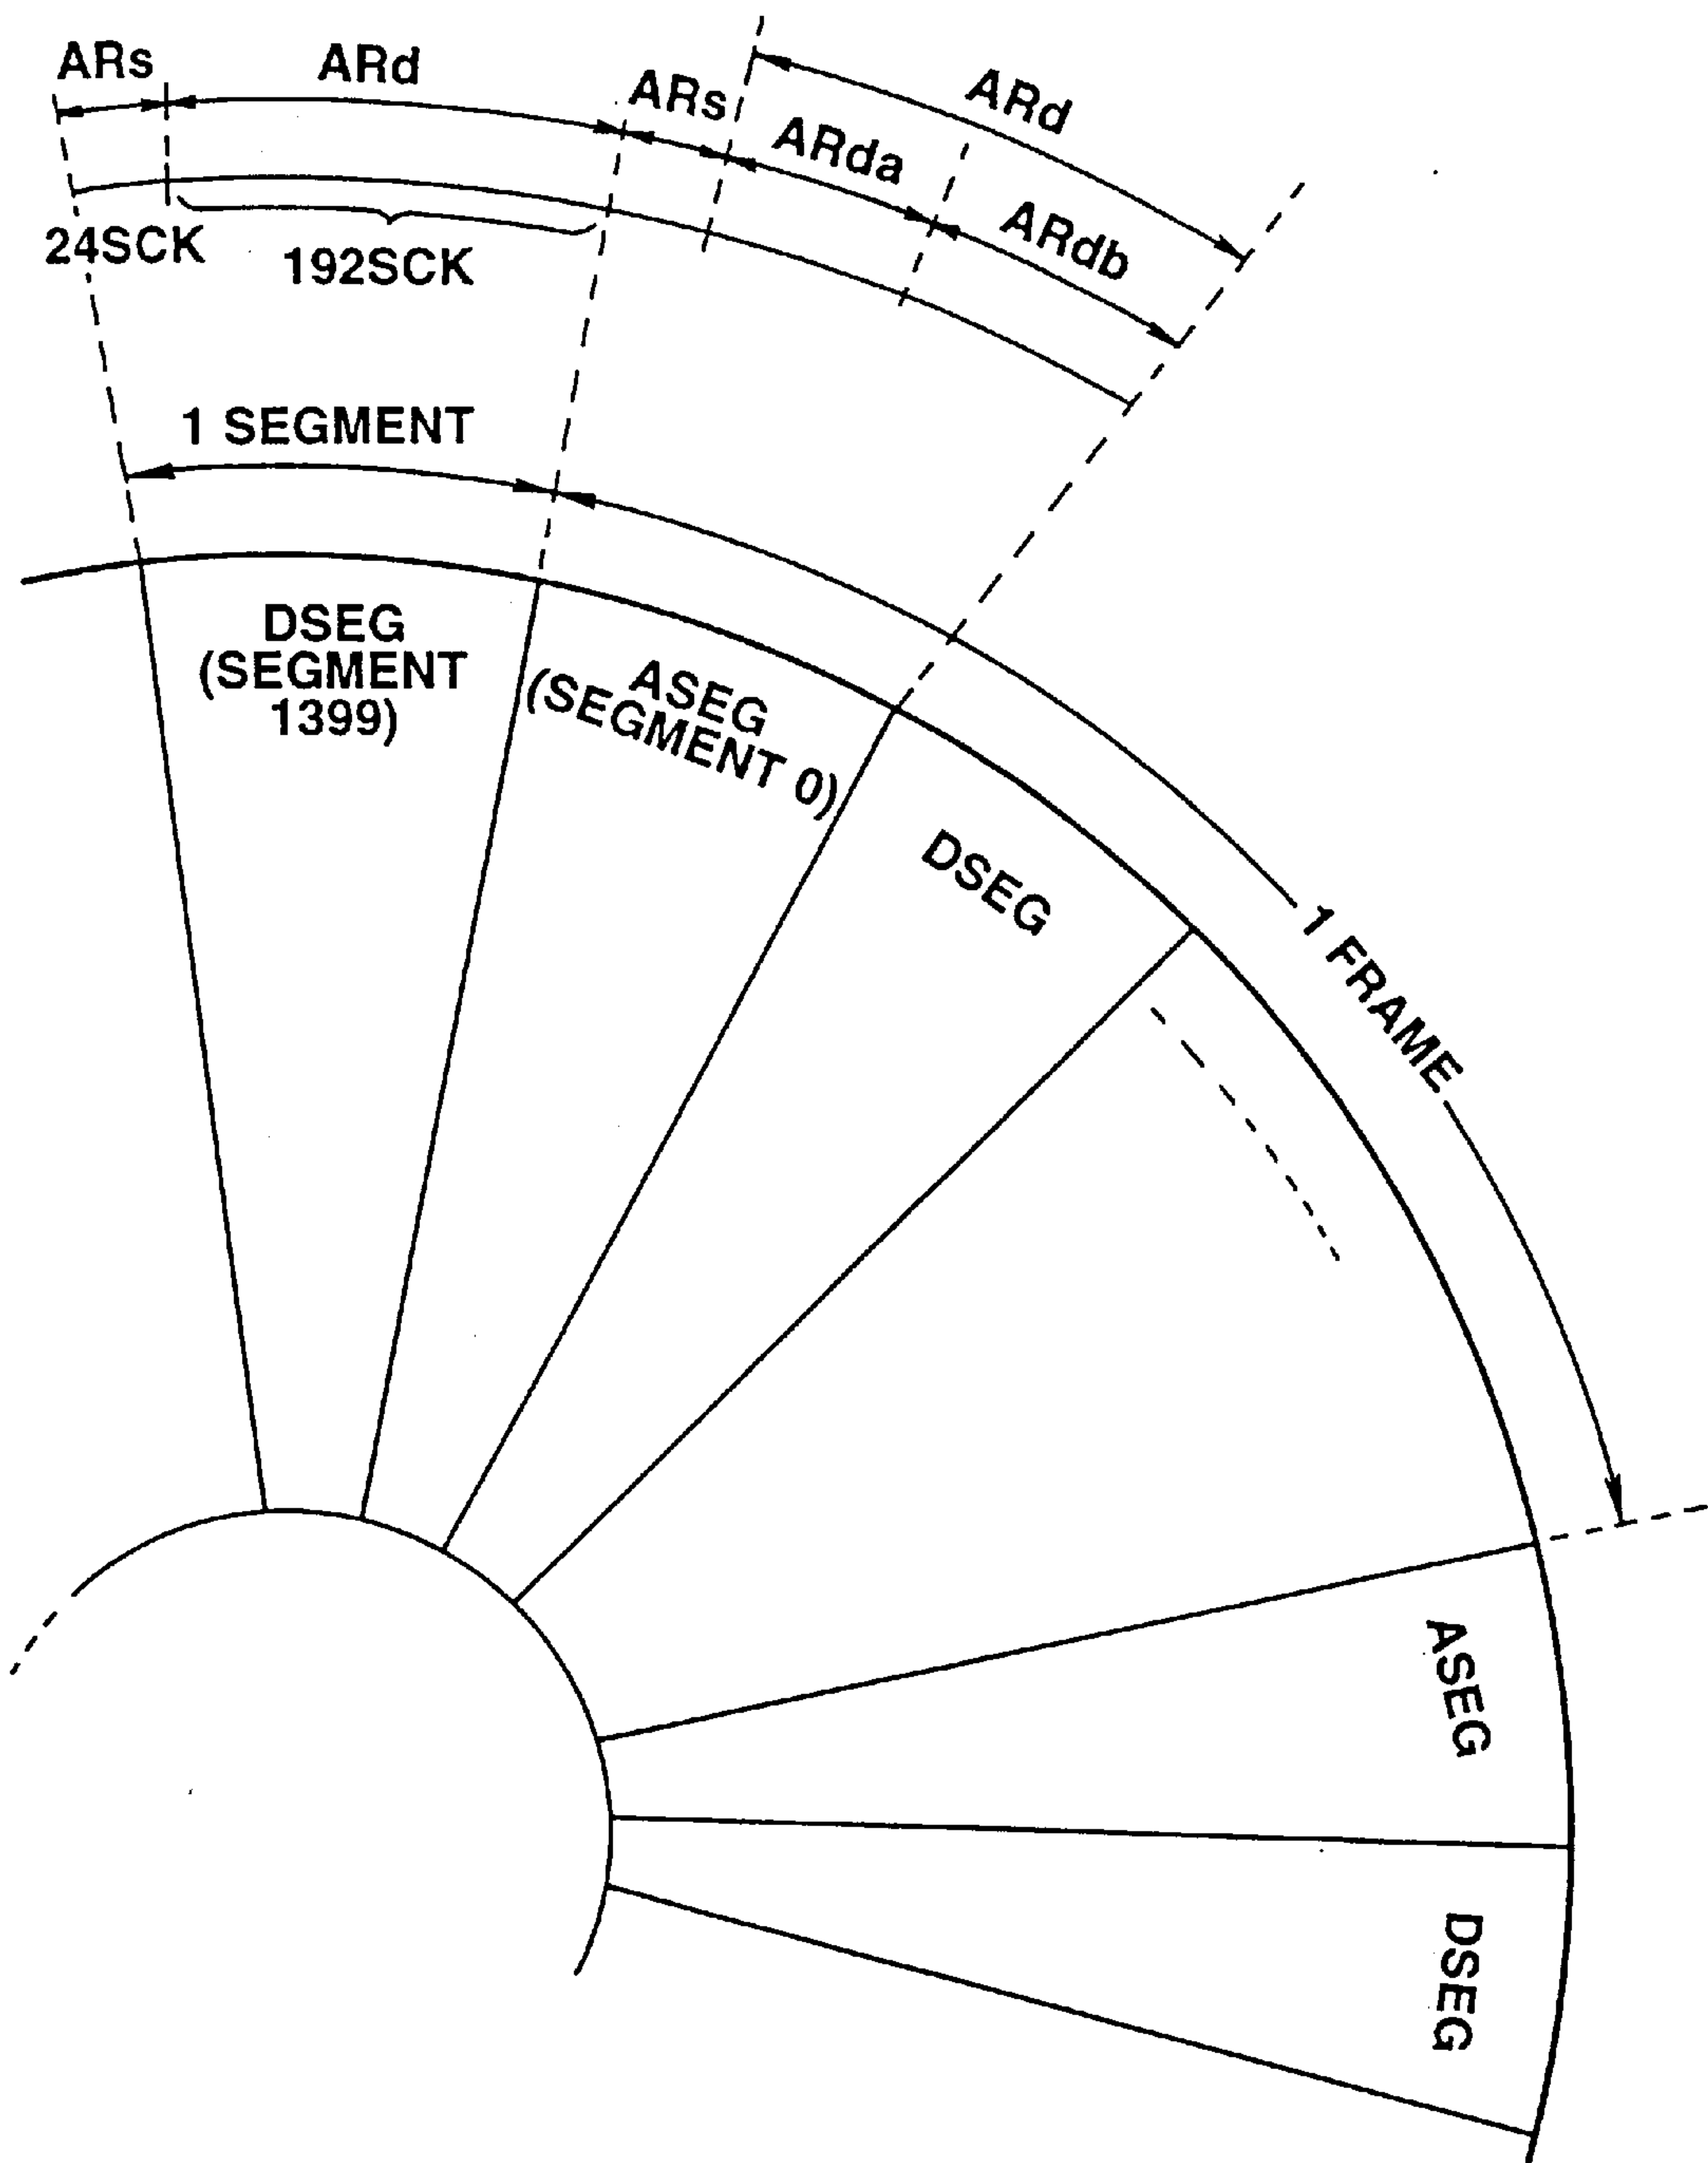 ARs
ARd
ARs
ARd
ARda
ARdb
24SCK
192SCK
1 SEGMENT
DSEG
(SEGMENT
1399)
ASEG
(SEGMENT 0)
DSEG
1 FRAME
ASEG
DSEG